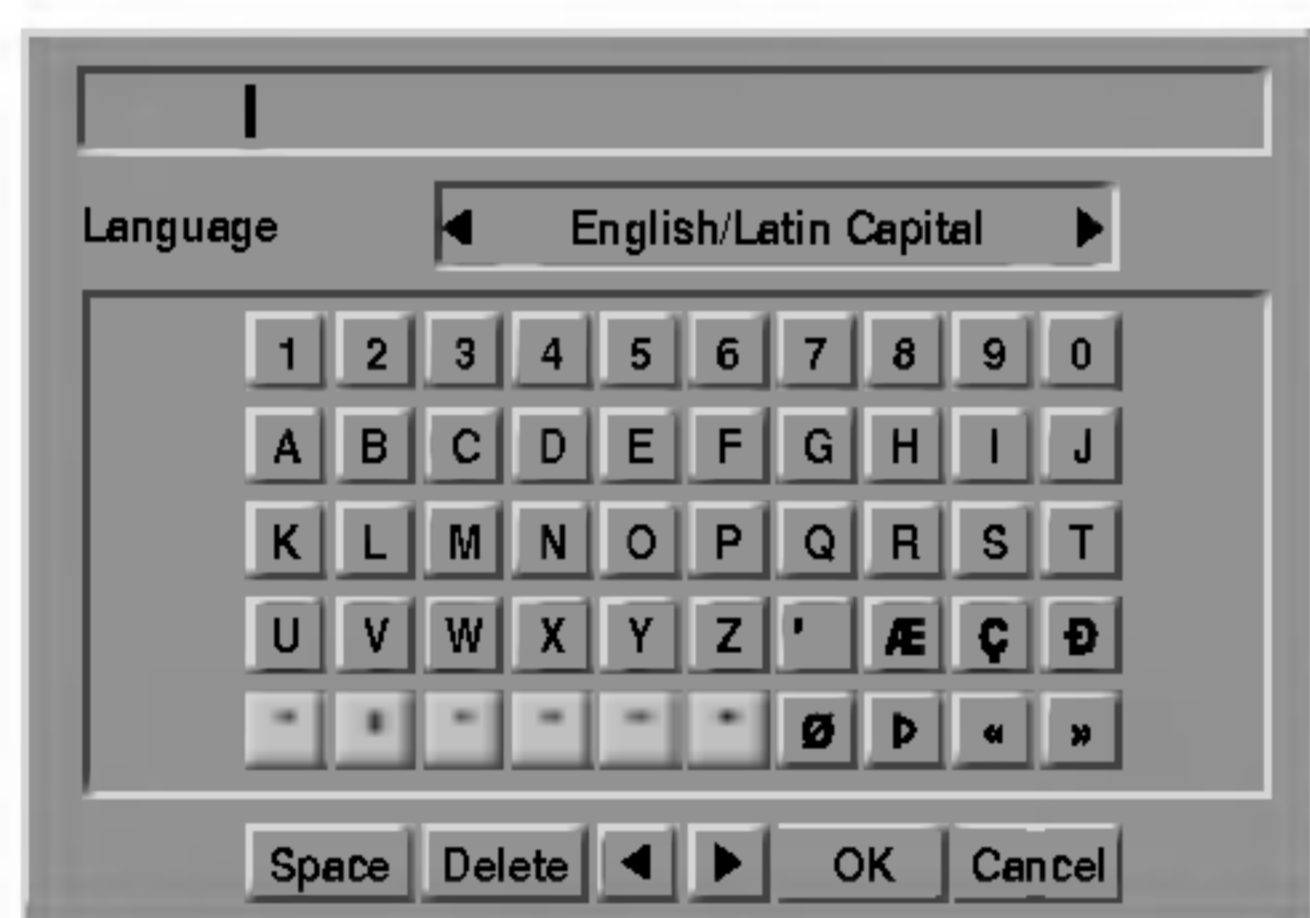 Language ◀ English/Latin Capital ▶
1 2 3 4 5 6 7 8 9 0
A B C D E F G H I J
K L M N O P Q R S T
U V W X Y Z ' Æ Ç Ð
Ø Þ « »
Space Delete ◀ ▶ OK Cancel